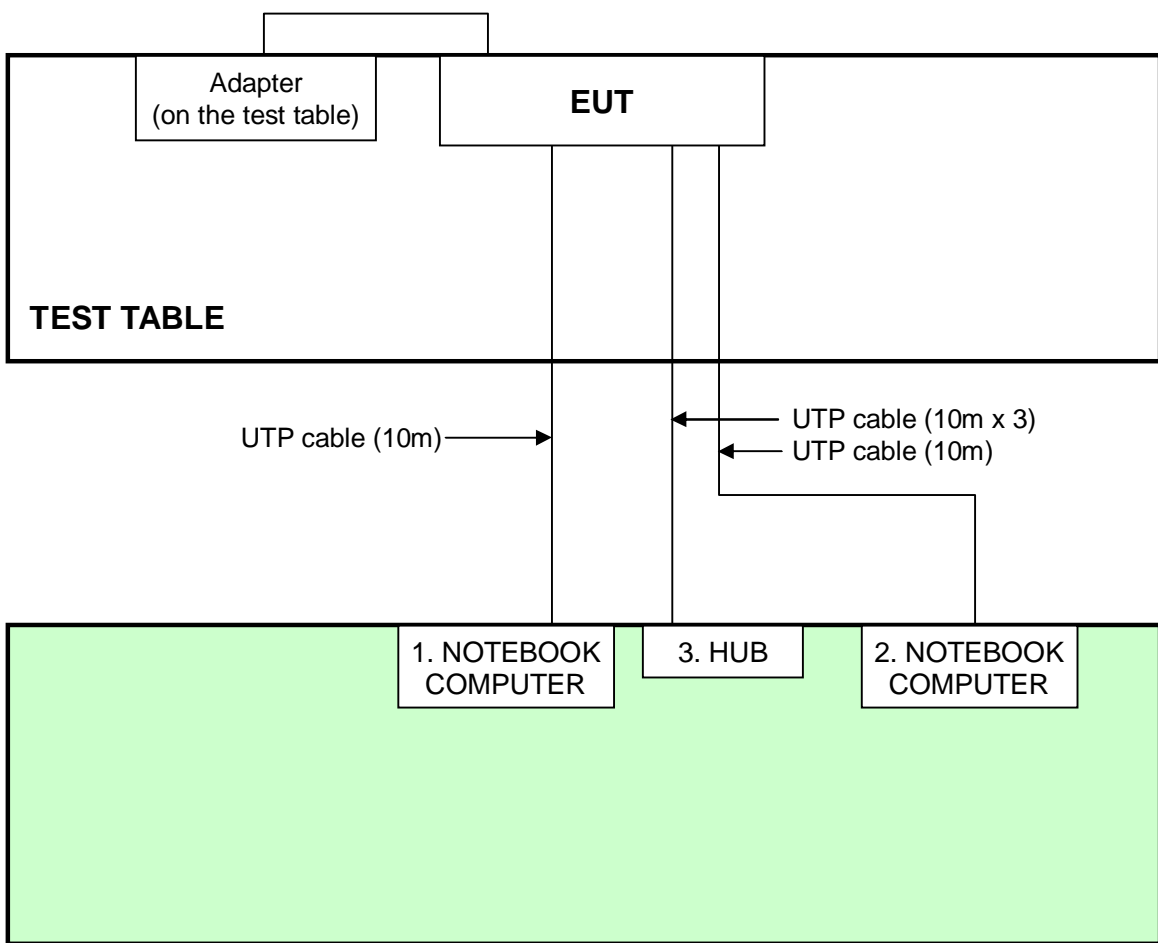 Adapter
(on the test table)
EUT
TEST TABLE
UTP cable (10m)
UTP cable (10m x 3)
UTP cable (10m)
1. NOTEBOOK
COMPUTER
3. HUB
2. NOTEBOOK
COMPUTER